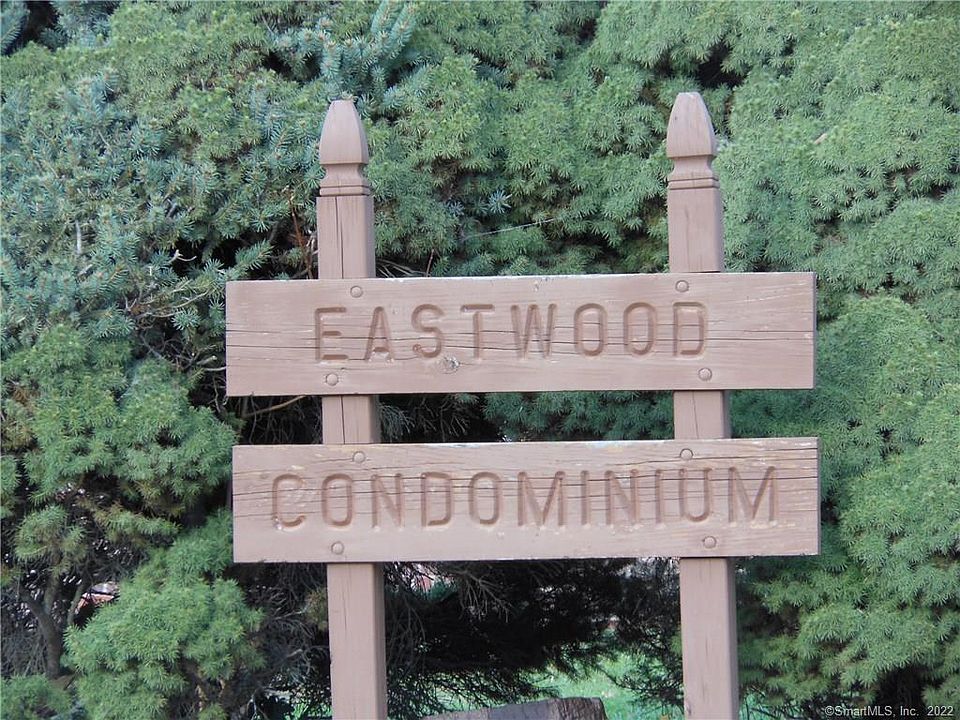 EASTWOOD
CONDOMINIUM
©SmartMLS, Inc. 2022